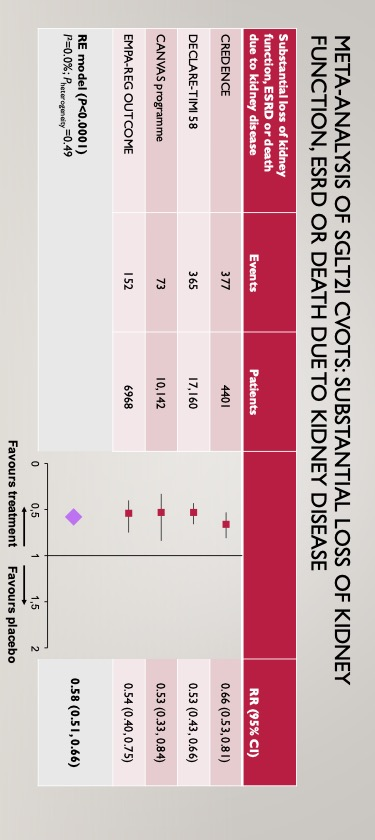 META-ANALYSIS OF SGLT2I CVOTS: SUBSTANTIAL LOSS OF KIDNEY
FUNCTION, ESRD OR DEATH DUE TO KIDNEY DISEASE
Substantial loss of kidney
function, ESRD or death
due to kidney disease
Events
Patients
RR (95% CI)
CREDENCE
377
4401
0.66 (0.53, 0.81)
DECLARE-TIMI 58
365
17,160
0.53 (0.43, 0.66)
CANVAS programme
73
10,142
0.53 (0.33, 0.84)
EMPA-REG OUTCOME
152
6968
0.54 (0.40, 0.75)
RE model (P<0.0001)
I²=0.0%; Pheterogeneity =0.49
0.58 (0.51, 0.66)
0
0,5
1
1,5
2
Favours treatment
Favours placebo